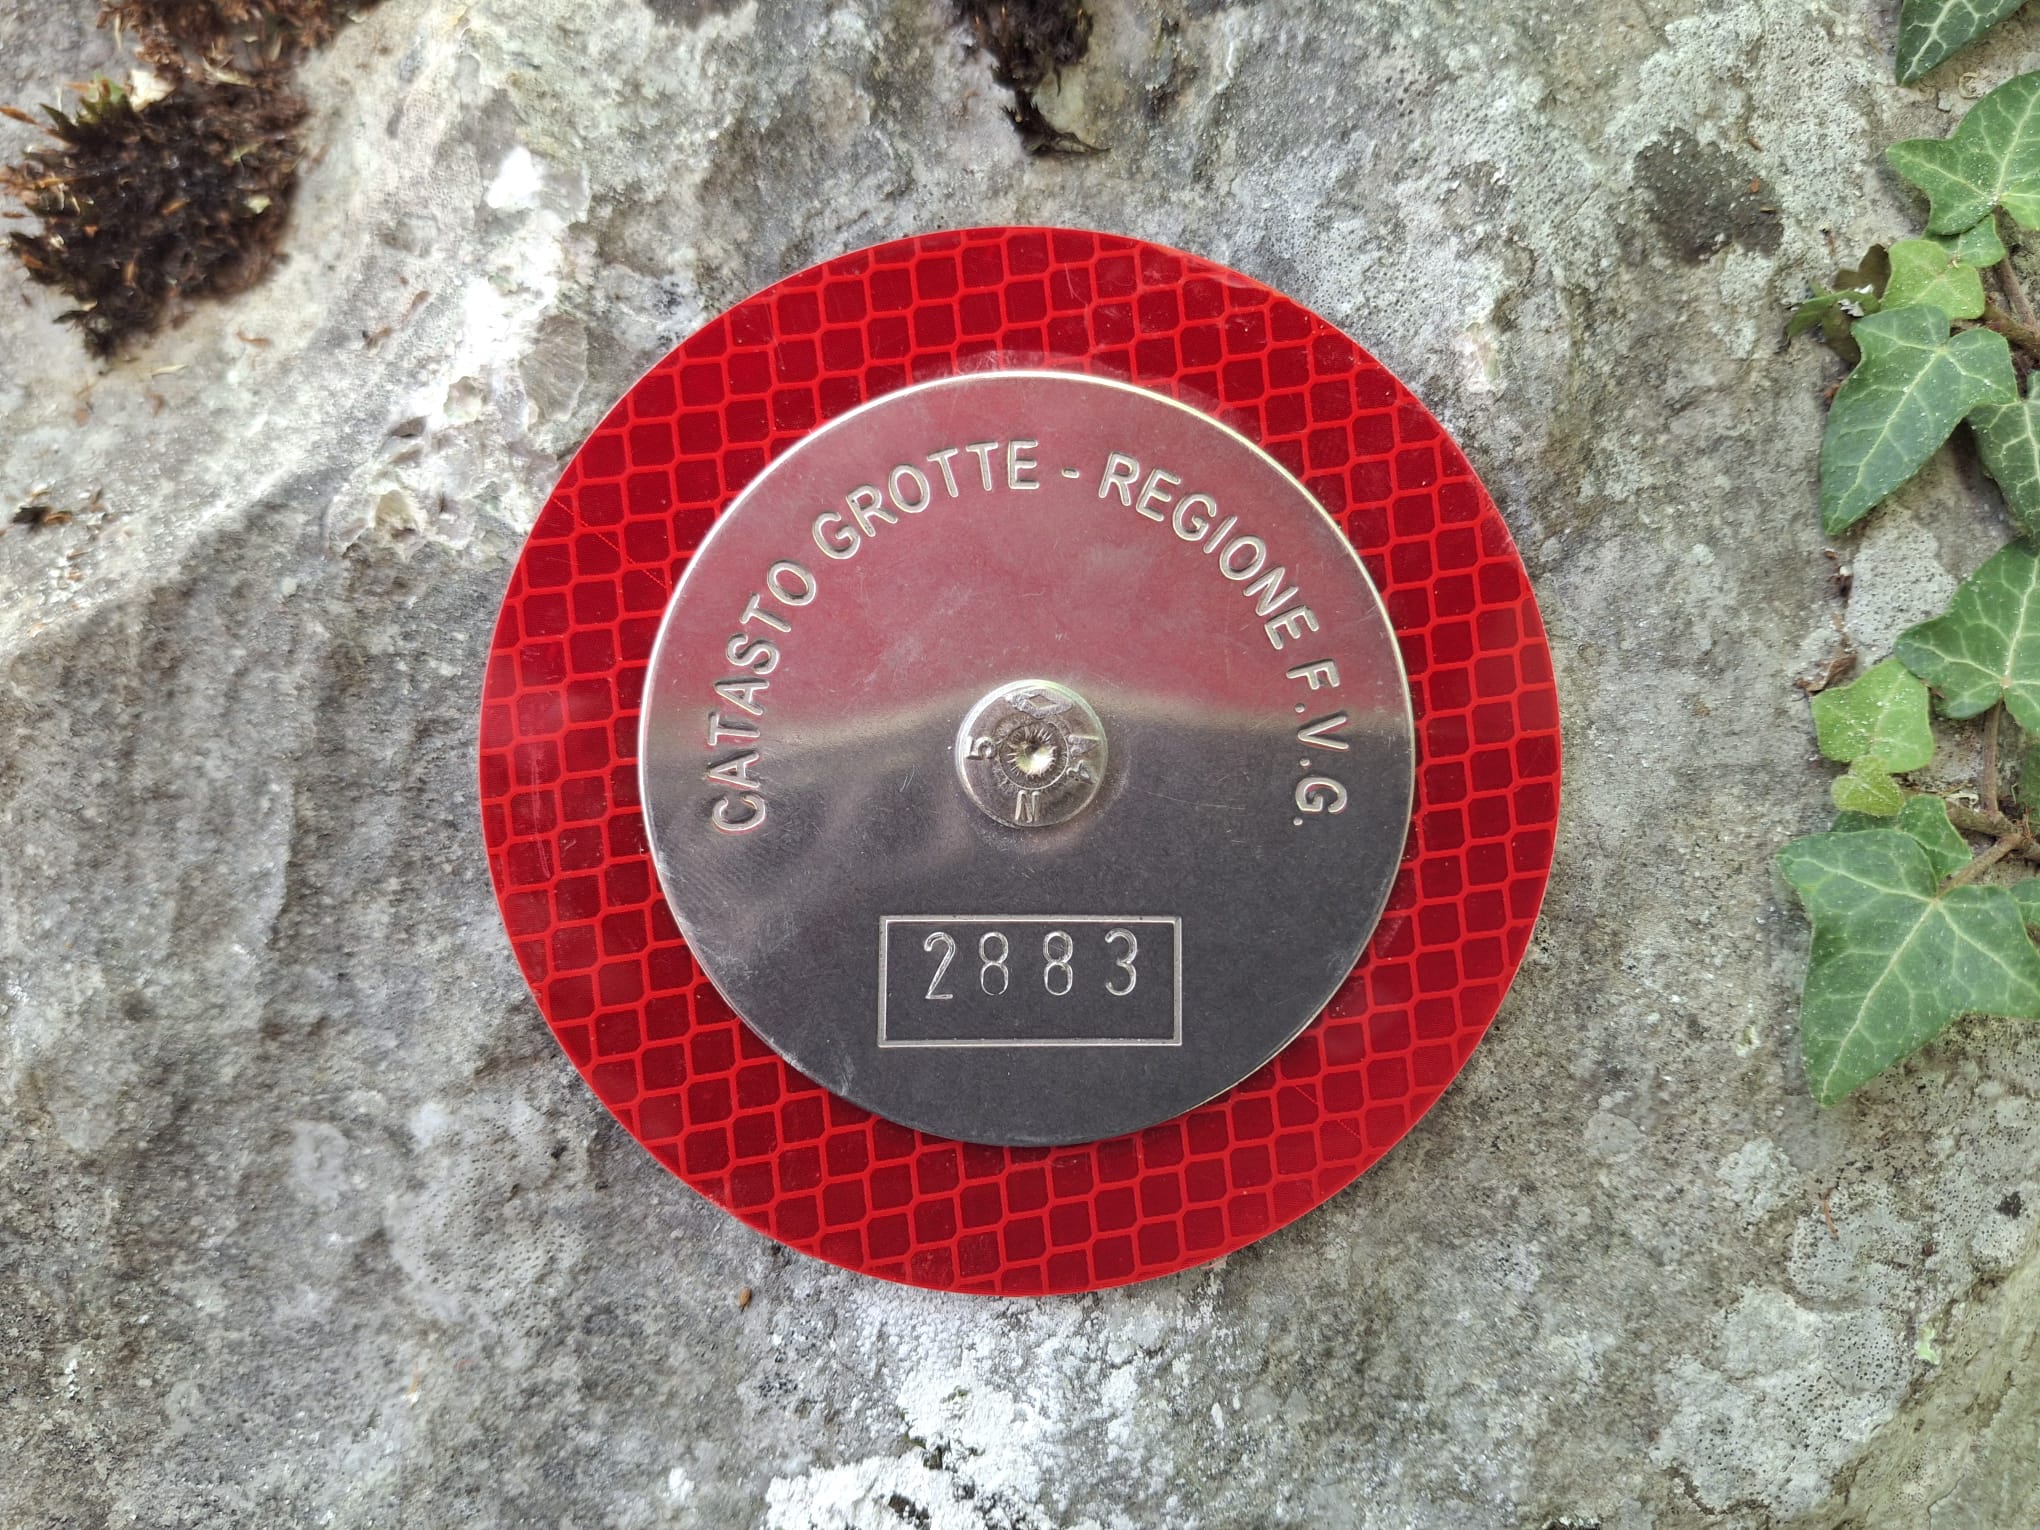 CATASTO GROTTE - REGIONE F.V.G.
2883